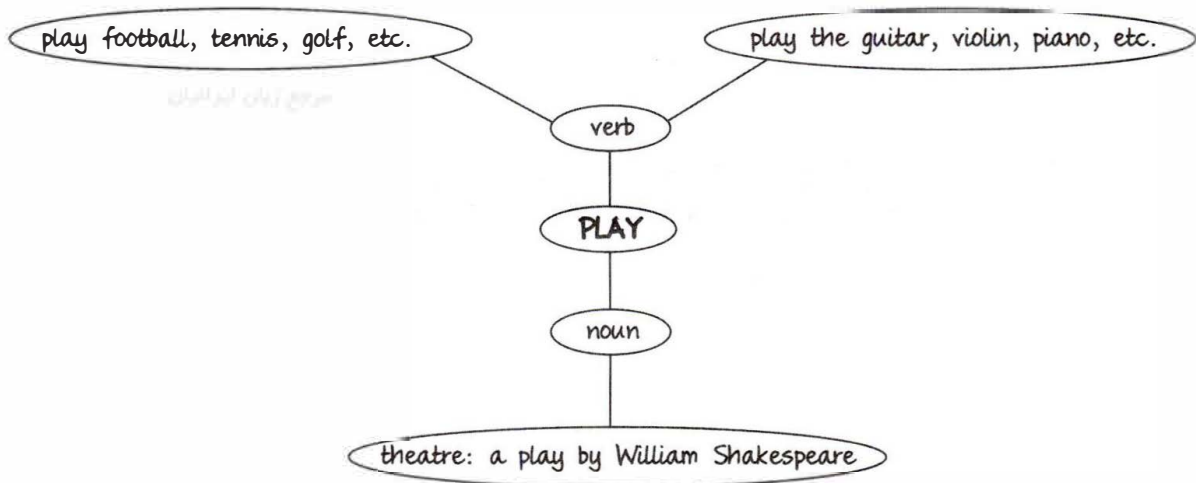 play football, tennis, golf, etc.
play the guitar, violin, piano, etc.
verb
PLAY
noun
theatre: a play by William Shakespeare